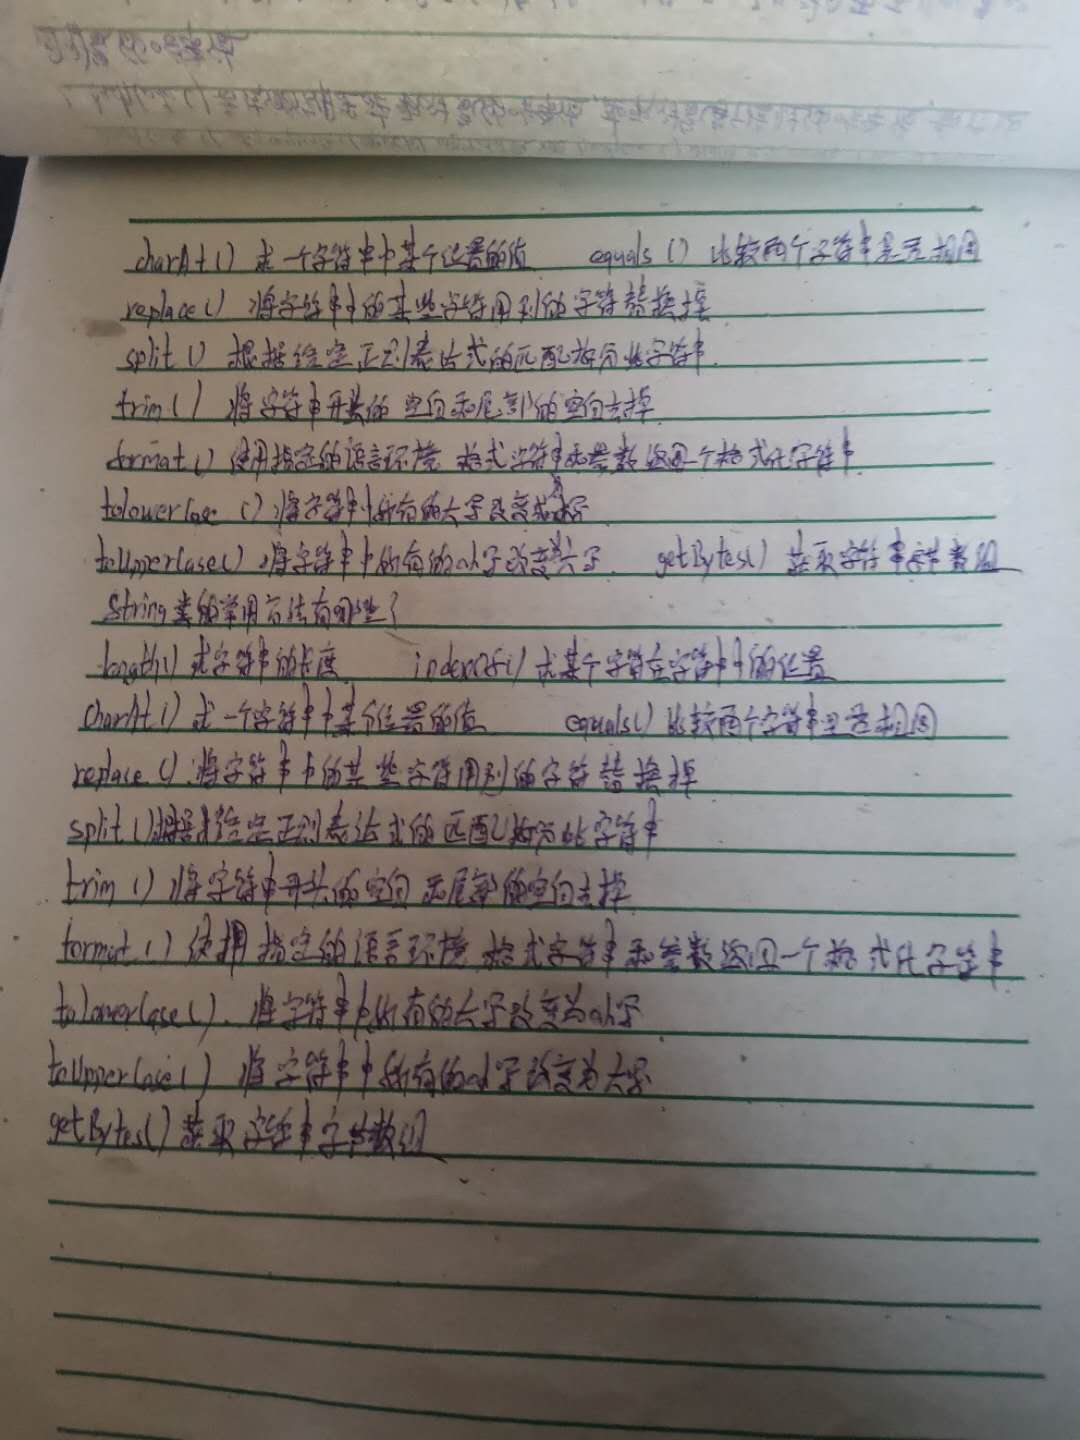 charAt() 求一个字符串中某个位置的值 equals() 比较两个字符串是否相同
replace() 将字符串中的某些字符用别的字符替换掉
split() 根据给定正则表达式的匹配拆分此字符串
trim() 将字符串开头的空白和尾部的空白去掉
format() 使用指定的语言环境 格式字符串和参数返回一个格式化字符串
tolowerCase() 将字符串中所有的大写改变成小写
toUpperCase() 将字符串中所有的小写改变为大写 getBytes() 获取字符串字节数组
String类的常用方法有哪些?
length() 求字符串的长度 indexOf() 求某个字符在字符串中的位置
charAt() 求一个字符串中某个位置的值 equals() 比较两个字符串是否相同
replace() 将字符串中的某些字符用别的字符替换掉
split() 根据给定正则表达式的匹配拆分此字符串
trim() 将字符串开头的空白和尾部的空白去掉
format() 使用指定的语言环境 格式字符串和参数返回一个格式化字符串
tolowerCase() 将字符串中所有的大写改变为小写
toUpperCase() 将字符串中所有的小写改变为大写
getBytes() 获取字符串字节数组